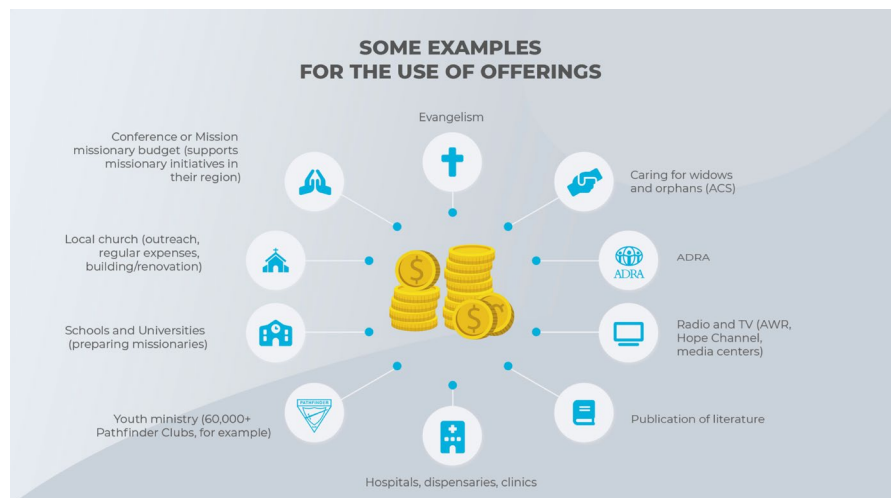 SOME EXAMPLES
FOR THE USE OF OFFERINGS
Evangelism
Conference or Mission
missionary budget (supports
missionary initiatives in
their region)
Caring for widows
and orphans (ACS)
Local church (outreach,
regular expenses,
building/renovation)
ADRA
ADRA
Schools and Universities
(preparing missionaries)
Radio and TV (AWR,
Hope Channel,
media centers)
PATHFINDER
Youth ministry (60,000+
Pathfinder Clubs, for example)
Publication of literature
Hospitals, dispensaries, clinics